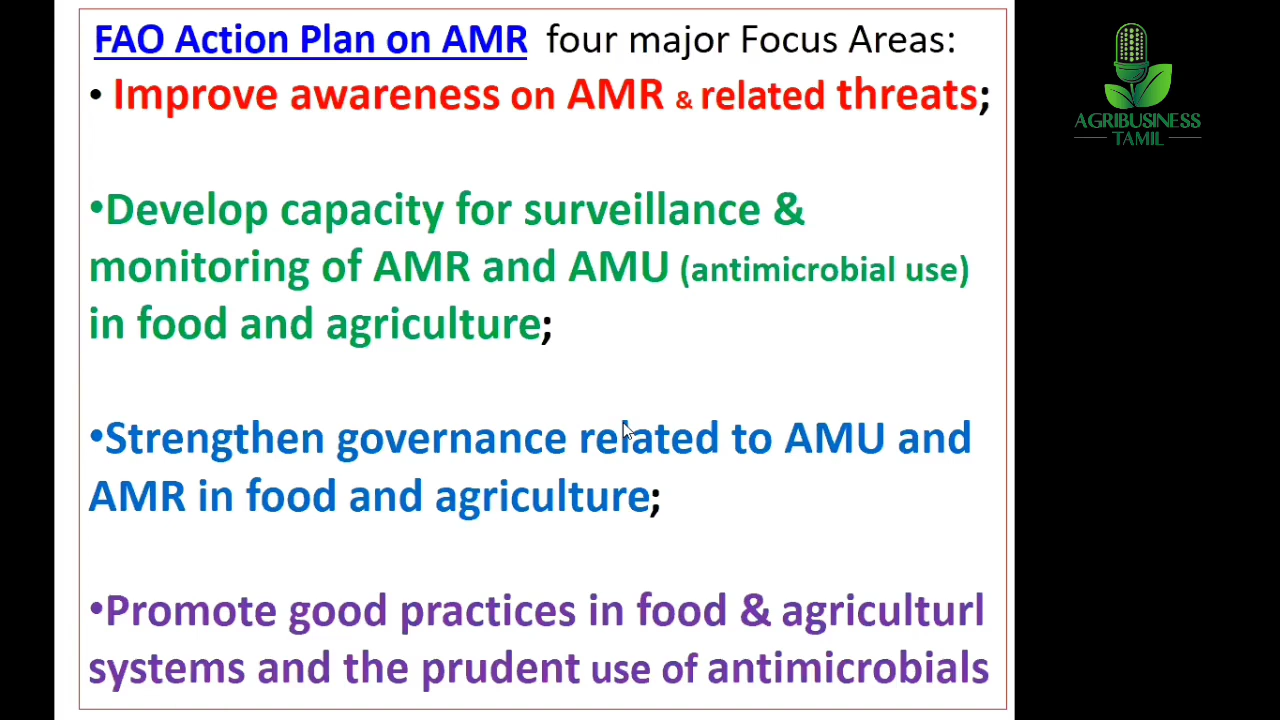 FAO Action Plan on AMR four major Focus Areas:
• Improve awareness on AMR & related threats;
•Develop capacity for surveillance &
monitoring of AMR and AMU (antimicrobial use)
in food and agriculture;
•Strengthen governance related to AMU and
AMR in food and agriculture;
•Promote good practices in food & agriculturl
systems and the prudent use of antimicrobials
AGRIBUSINESS
TAMIL